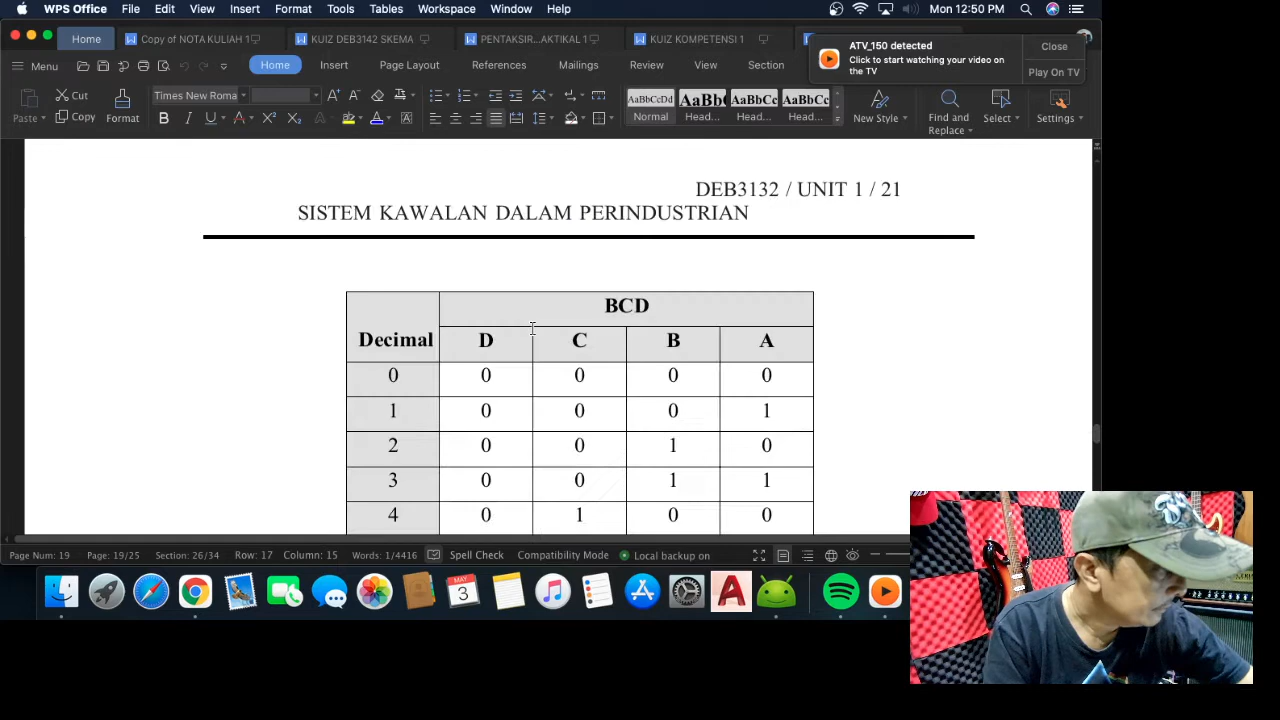 WPS Office File Edit View Insert Format Tools Tables Workspace Window Help Mon 12:50 PM
Home Copy of NOTA KULIAH 1 KUIZ DEB3142 SKEMA PENTAKSIR...AKTIKAL 1 KUIZ KOMPETENSI 1
ATV_150 detected
Click to start watching your video on
the TV
Close
Play On TV
Menu Home Insert Page Layout References Mailings Review View Section
Cut
Copy
Paste
Format
Times New Roma
AaBbCcDd AaBb( AaBbCc AaBbCc
Normal Head... Head... Head...
New Style
Find and
Replace
Select
Settings
DEB3132 / UNIT 1 / 21
SISTEM KAWALAN DALAM PERINDUSTRIAN
BCD
Decimal D C B A
0 0 0 0 0
1 0 0 0 1
2 0 0 1 0
3 0 0 1 1
4 0 1 0 0
Page Num: 19 Page: 19/25 Section: 26/34 Row: 17 Column: 15 Words: 1/4416 Spell Check Compatibility Mode Local backup on
MAY
3